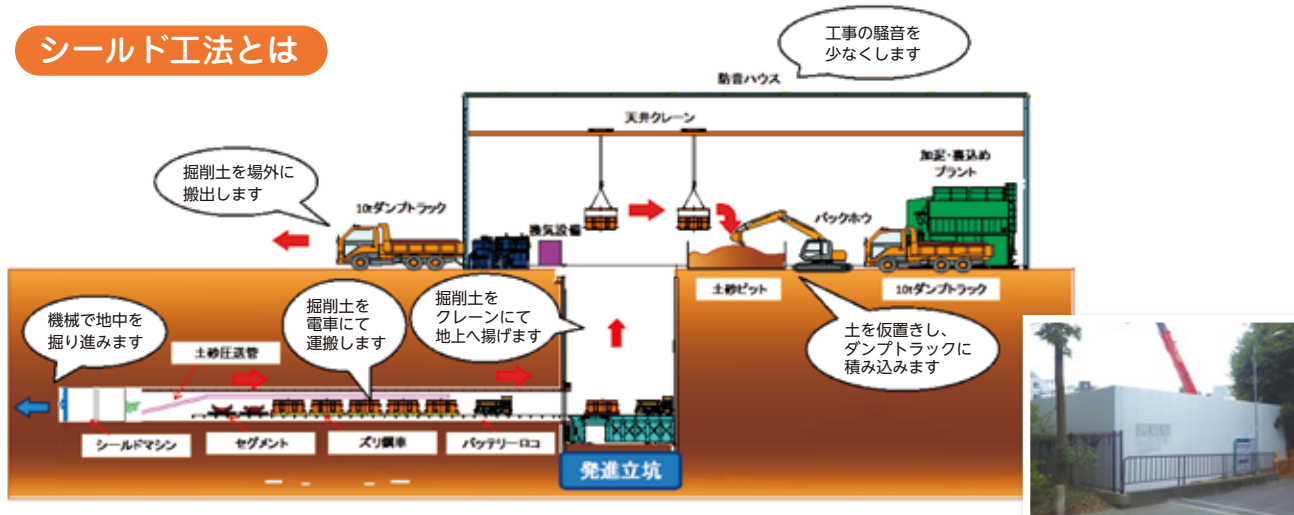 シールド工法とは
工事の騒音を
少なくします
防音ハウス
天井クレーン
掘削土を場外に
搬出します
10tダンプトラック
換気設備
加泥・裏込め
プラント
バックホウ
土砂ピット
10tダンプトラック
機械で地中を
掘り進みます
掘削土を
電車にて
運搬します
掘削土を
クレーンにて
地上へ揚げます
土を仮置きし、
ダンプトラックに
積み込みます
土砂圧送管
シールドマシン
セグメント
ズリ鋼車
バッテリーロコ
発進立坑